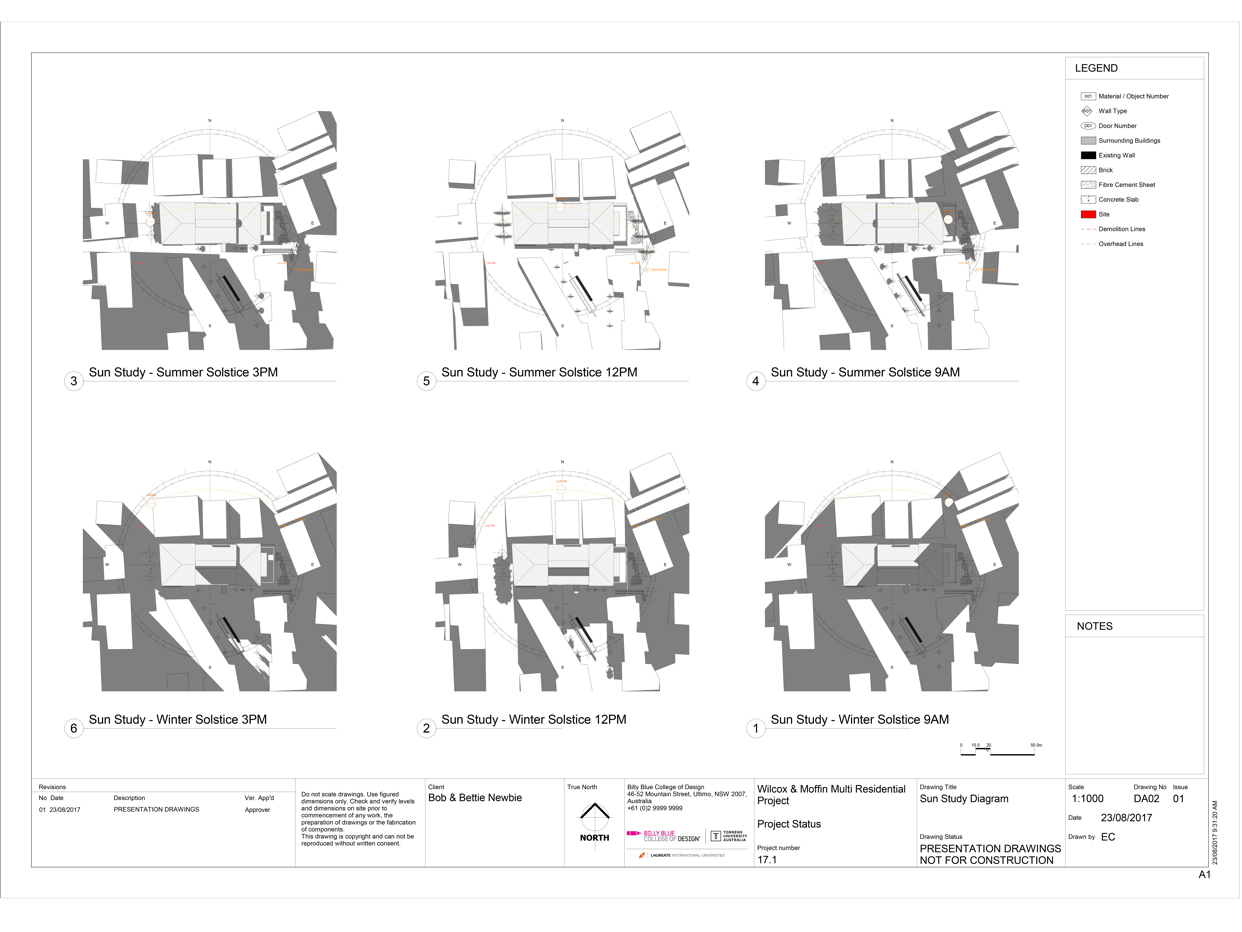 LEGEND
A01 Material / Object Number
W01 Wall Type
D01 Door Number
Surrounding Buildings
Existing Wall
Brick
Fibre Cement Sheet
Concrete Slab
Site
Demolition Lines
Overhead Lines
N
W
E
S
3
Sun Study - Summer Solstice 3PM
N
W
E
S
5
Sun Study - Summer Solstice 12PM
N
W
E
S
4
Sun Study - Summer Solstice 9AM
N
W
E
S
6
Sun Study - Winter Solstice 3PM
N
W
E
S
2
Sun Study - Winter Solstice 12PM
N
W
E
S
1
Sun Study - Winter Solstice 9AM
0 10.0 20. 50.0m
NOTES
Revisions
No Date Description Ver. App'd
01 23/08/2017 PRESENTATION DRAWINGS Approver
Do not scale drawings. Use figured
dimensions only. Check and verify levels
and dimensions on site prior to
commencement of any work, the
preparation of drawings or the fabrication
of components.
This drawing is copyright and can not be
reproduced without written consent.
Client
Bob & Bettie Newbie
True North
NORTH
Billy Blue College of Design
46-52 Mountain Street, Ultimo, NSW 2007,
Australia
+61 (0)2 9999 9999
BILLY BLUE
COLLEGE OF DESIGN
T TORRENS
UNIVERSITY
AUSTRALIA
LAUREATE INTERNATIONAL UNIVERSITIES
Wilcox & Moffin Multi Residential
Project
Project Status
Project number
17.1
Drawing Title
Sun Study Diagram
Drawing Status
PRESENTATION DRAWINGS
NOT FOR CONSTRUCTION
Scale
1:1000
Drawing No
DA02
Issue
01
Date 23/08/2017
Drawn by EC
23/08/2017 9:31:20 AM
A1